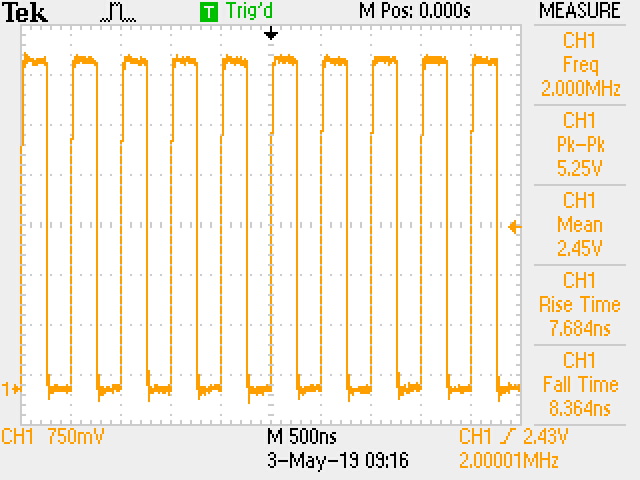 Tek T Trig'd M Pos: 0.000s MEASURE
CH1
Freq
2.000MHz
CH1
Pk-Pk
5.25V
CH1
Mean
2.45V
CH1
Rise Time
7.684ns
CH1
Fall Time
8.364ns
1
CH1 750mV M 500ns CH1 2.43V
3-May-19 09:16 2.00001MHz